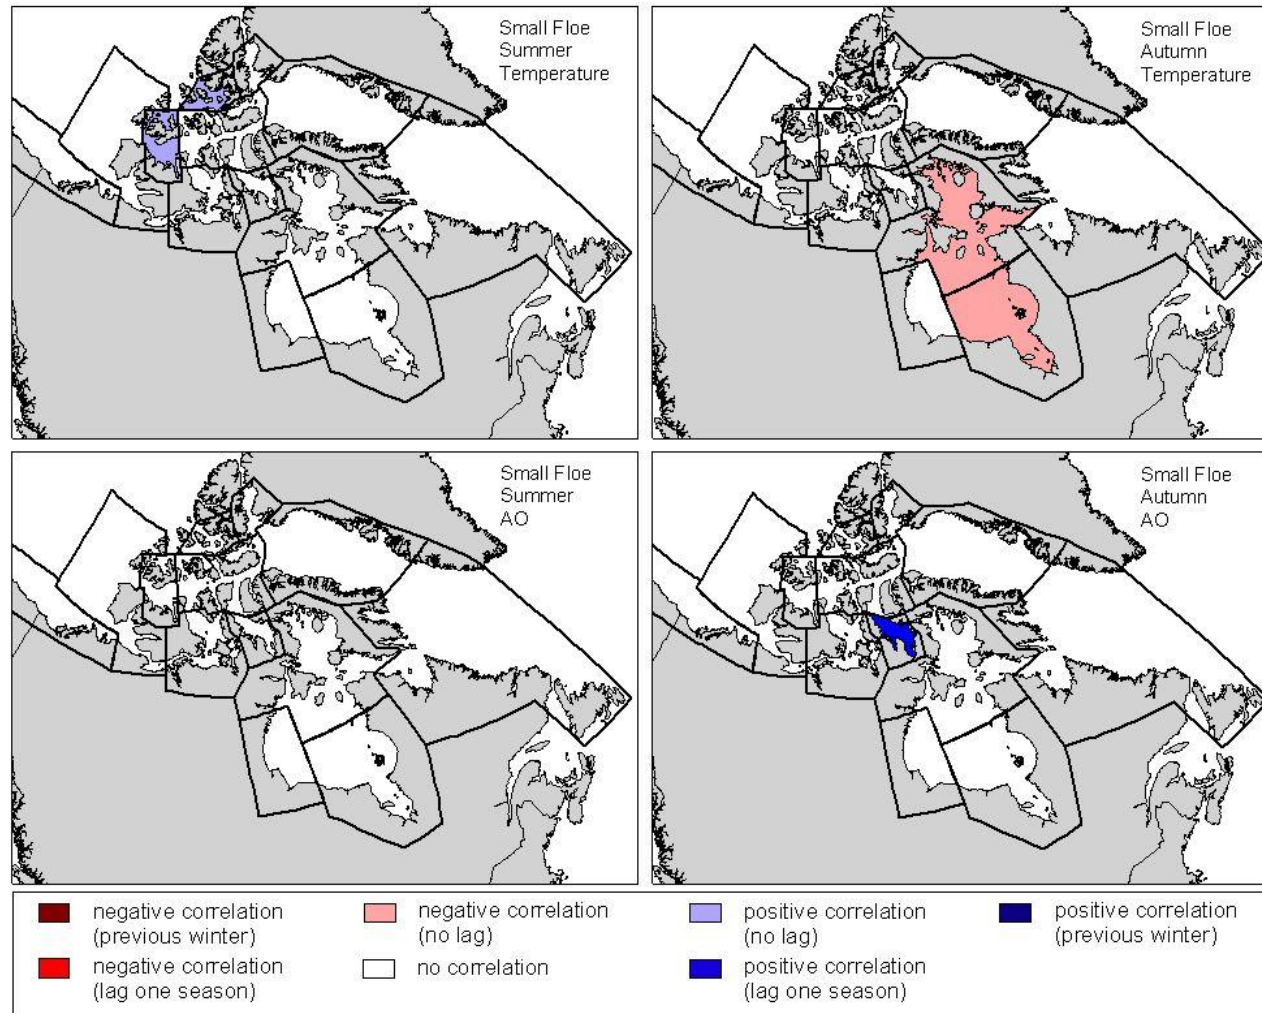 Small Floe
Summer
Temperature
Small Floe
Autumn
Temperature
Small Floe
Summer
AO
Small Floe
Autumn
AO
negative correlation
(previous winter)
negative correlation
(lag one season)
negative correlation
(no lag)
no correlation
positive correlation
(no lag)
positive correlation
(lag one season)
positive correlation
(previous winter)